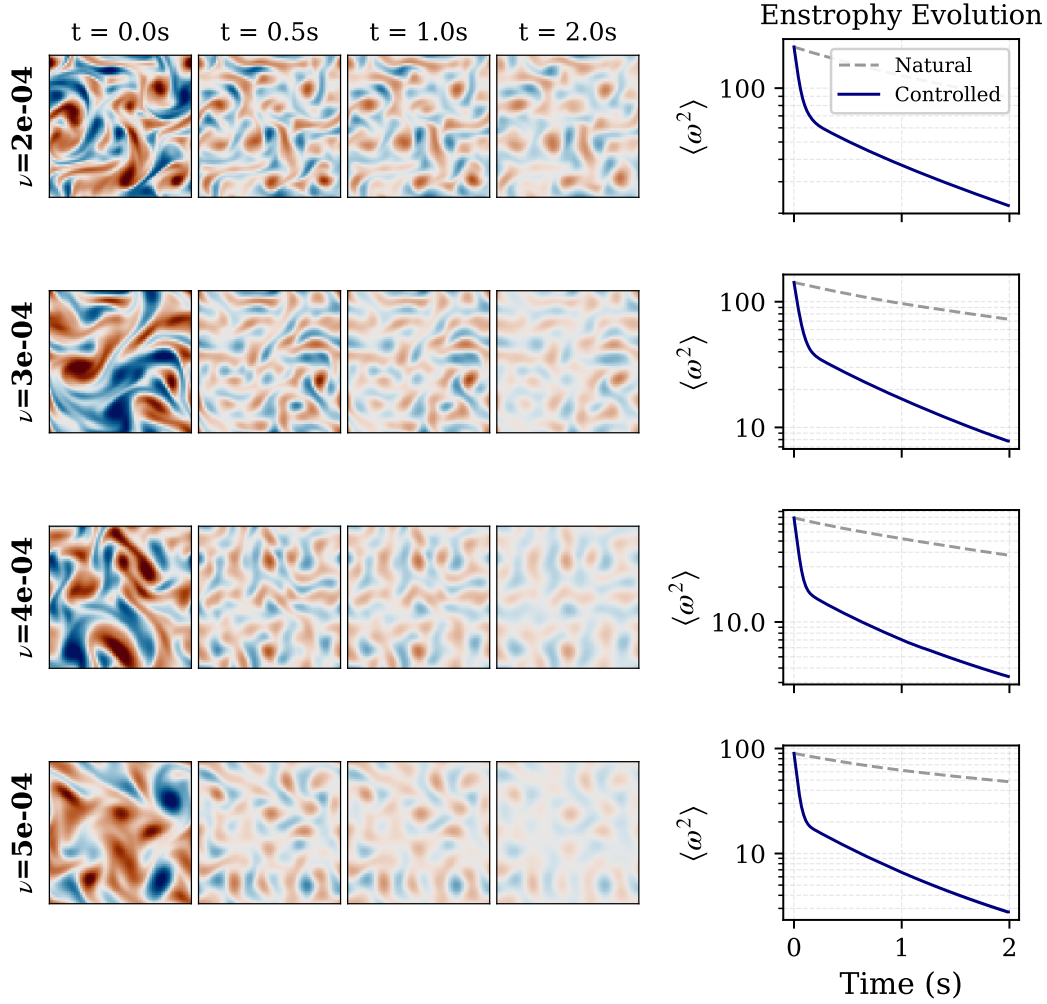 t = 0.0s t = 0.5s t = 1.0s t = 2.0s
Enstrophy Evolution
ν=2e-04
⟨ω²⟩
100
Natural
Controlled
ν=3e-04
⟨ω²⟩
100
10
ν=4e-04
⟨ω²⟩
10.0
ν=5e-04
⟨ω²⟩
100
10
0 1 2
Time (s)